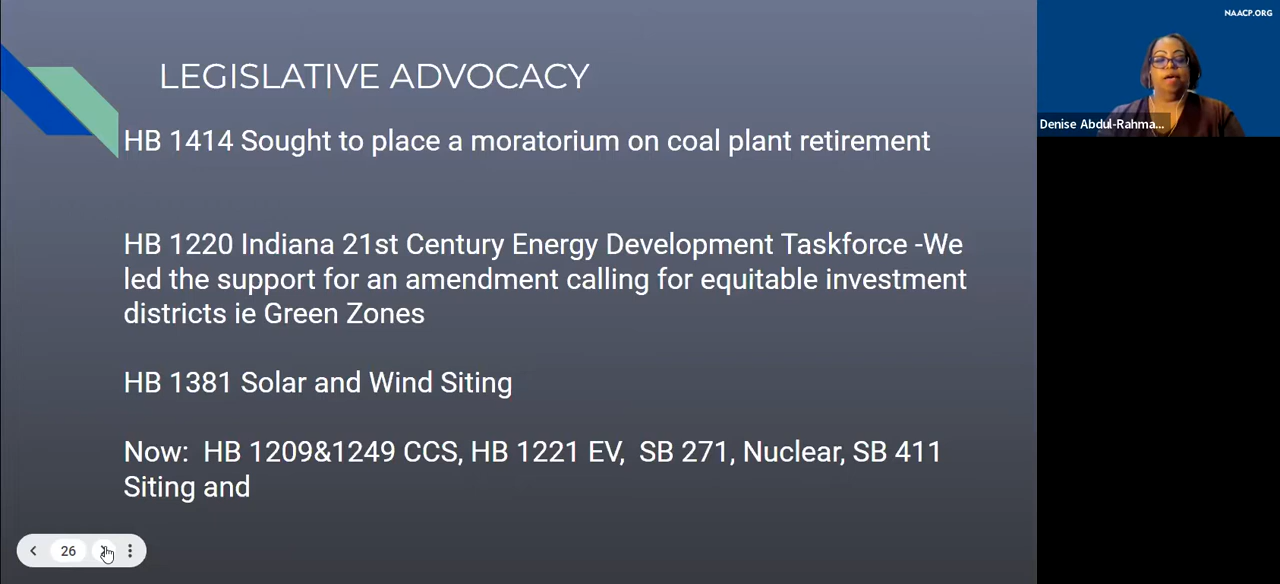 NAACP.ORG
LEGISLATIVE ADVOCACY
HB 1414 Sought to place a moratorium on coal plant retirement
HB 1220 Indiana 21st Century Energy Development Taskforce -We
led the support for an amendment calling for equitable investment
districts ie Green Zones
HB 1381 Solar and Wind Siting
Now:  HB 1209&1249 CCS, HB 1221 EV,  SB 271, Nuclear, SB 411
Siting and
Denise Abdul-Rahma...
26